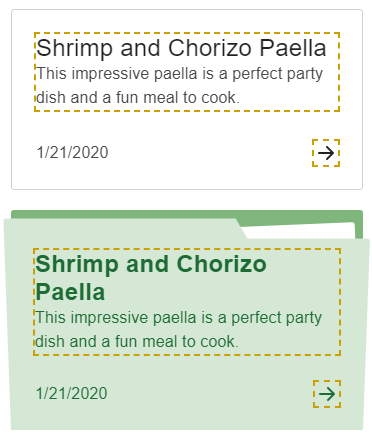 Shrimp and Chorizo Paella
This impressive paella is a perfect party
dish and a fun meal to cook.
1/21/2020
Shrimp and Chorizo
Paella
This impressive paella is a perfect party
dish and a fun meal to cook.
1/21/2020